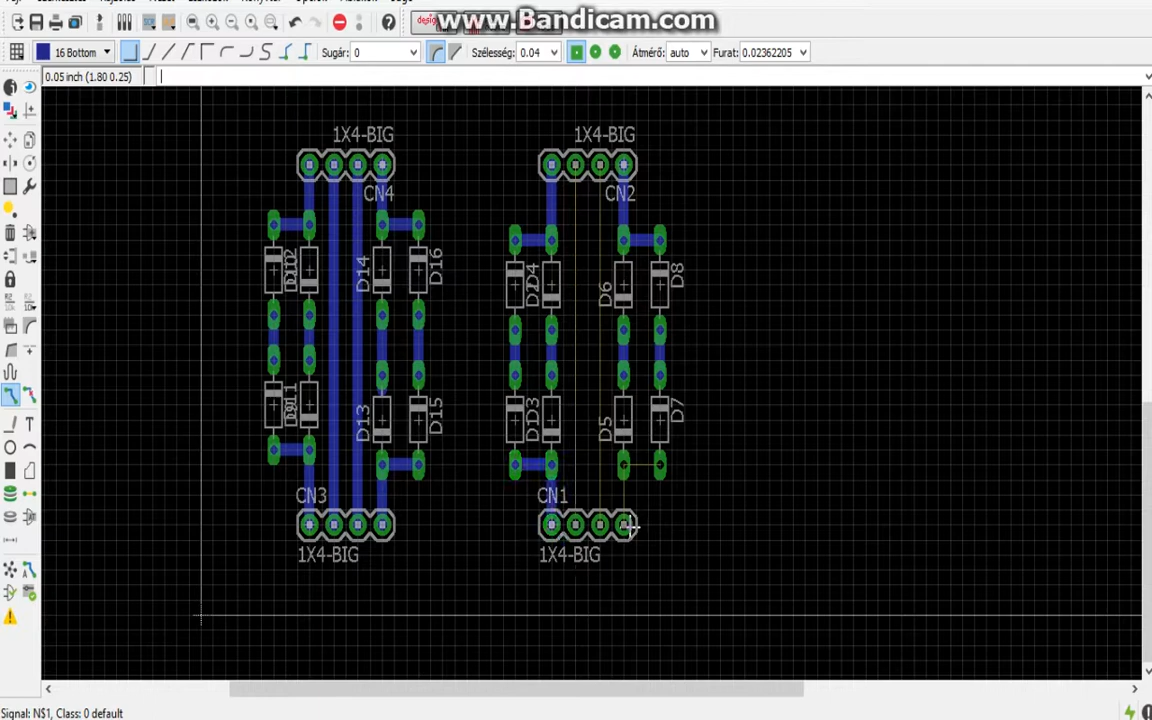 www.Bandicam.com
16 Bottom
Sugár: 0
Szélesség: 0.04
Átmérő: auto
Furat: 0.02362205
0.05 inch (1.80 0.25)
1X4-BIG
1X4-BIG
CN4
CN2
D14
D16
D4
D6
D8
D13
D15
D13
D5
D7
CN3
CN1
1X4-BIG
1X4-BIG
Signal: N$1, Class: 0 default